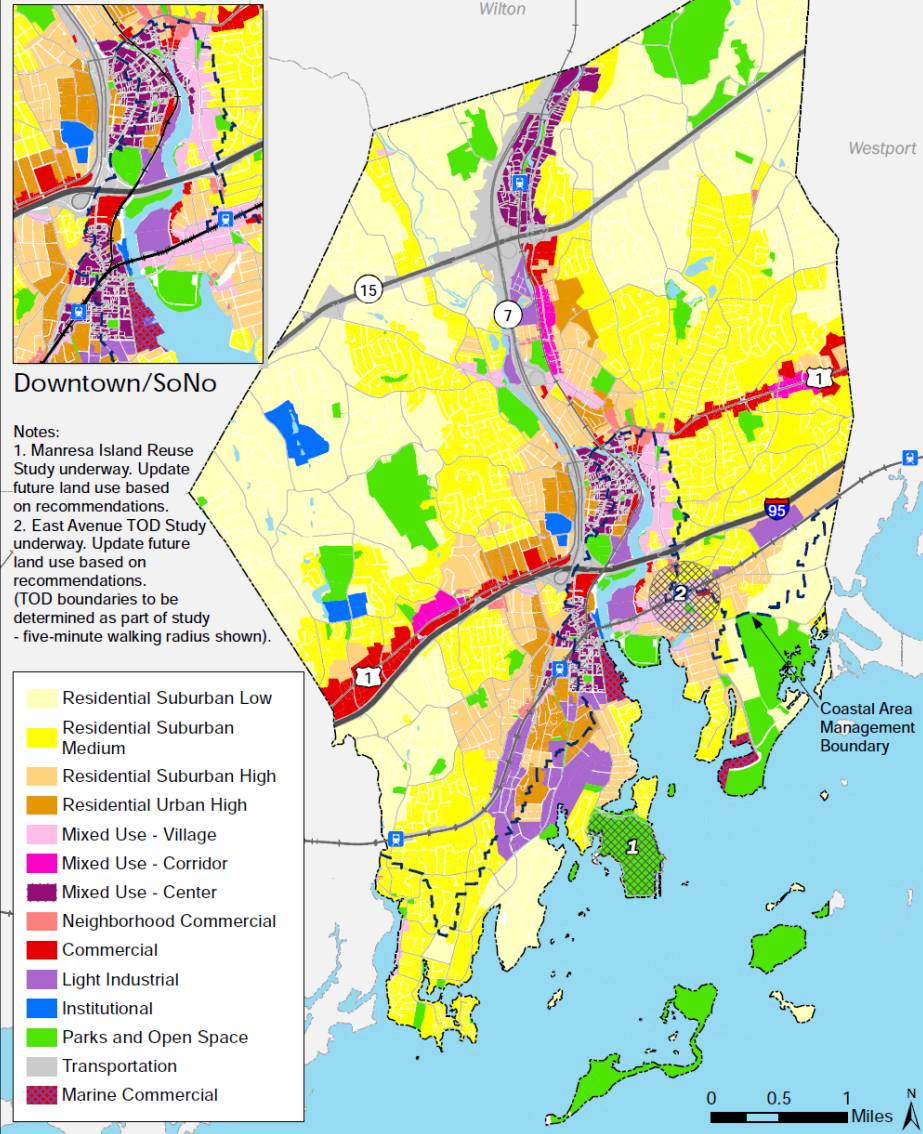 Wilton
Westport
15
7
1
95
2
1
1
Coastal Area
Management
Boundary
Downtown/SoNo
Notes:
1. Manresa Island Reuse
Study underway. Update
future land use based
on recommendations.
2. East Avenue TOD Study
underway. Update future
land use based on
recommendations.
(TOD boundaries to be
determined as part of study
- five-minute walking radius shown).
Residential Suburban Low
Residential Suburban
Medium
Residential Suburban High
Residential Urban High
Mixed Use - Village
Mixed Use - Corridor
Mixed Use - Center
Neighborhood Commercial
Commercial
Light Industrial
Institutional
Parks and Open Space
Transportation
Marine Commercial
0 0.5 1
Miles
N